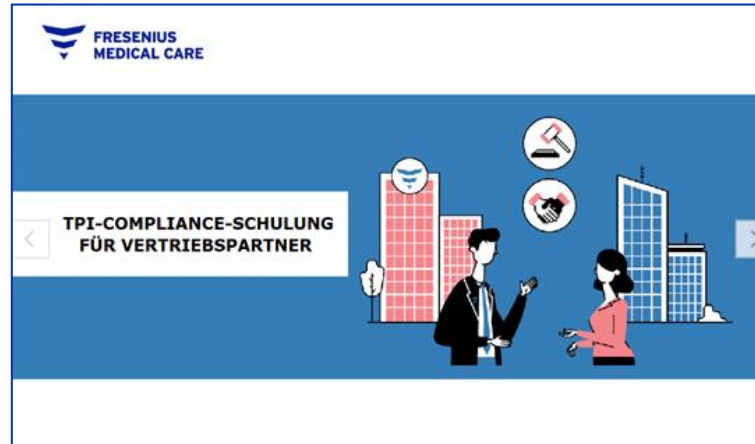 FRESENIUS
MEDICAL CARE
TPI-COMPLIANCE-SCHULUNG
FÜR VERTRIEBSPARTNER